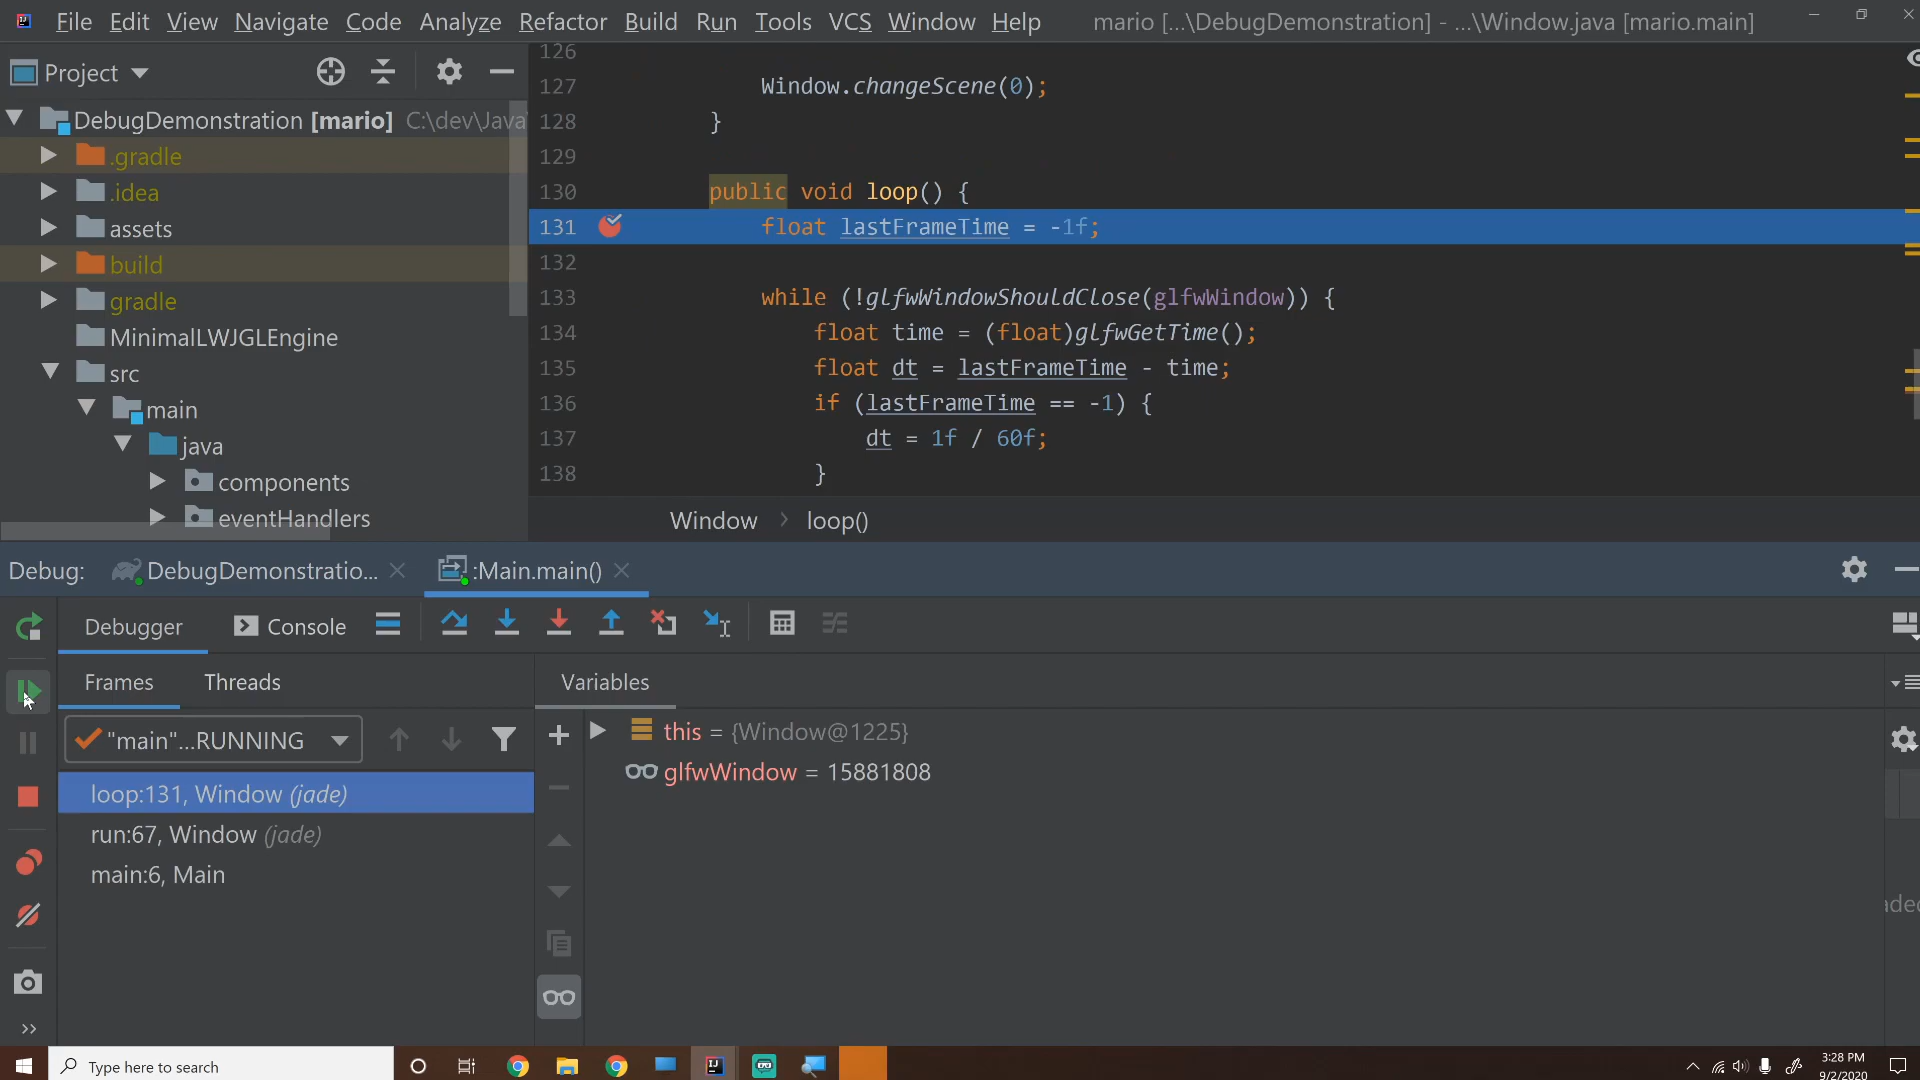 File Edit View Navigate Code Analyze Refactor Build Run Tools VCS Window Help mario [...\DebugDemonstration] - ...\Window.java [mario.main]
Project
DebugDemonstration [mario] C:\dev\Java
.gradle
.idea
assets
build
gradle
MinimalLWJGLEngine
src
main
java
components
eventHandlers
126
127 Window.changeScene(0);
128 }
129
130 public void loop() {
131 float lastFrameTime = -1f;
132
133 while (!glfwWindowShouldClose(glfwWindow)) {
134 float time = (float)glfwGetTime();
135 float dt = lastFrameTime - time;
136 if (lastFrameTime == -1) {
137 dt = 1f / 60f;
138 }
Window loop()
Debug: DebugDemonstratio... :Main.main()
Debugger Console
Frames Threads Variables
"main"...RUNNING
loop:131, Window (jade)
run:67, Window (jade)
main:6, Main
this = {Window@1225}
glfwWindow = 15881808
Type here to search
3:28 PM
9/2/2020